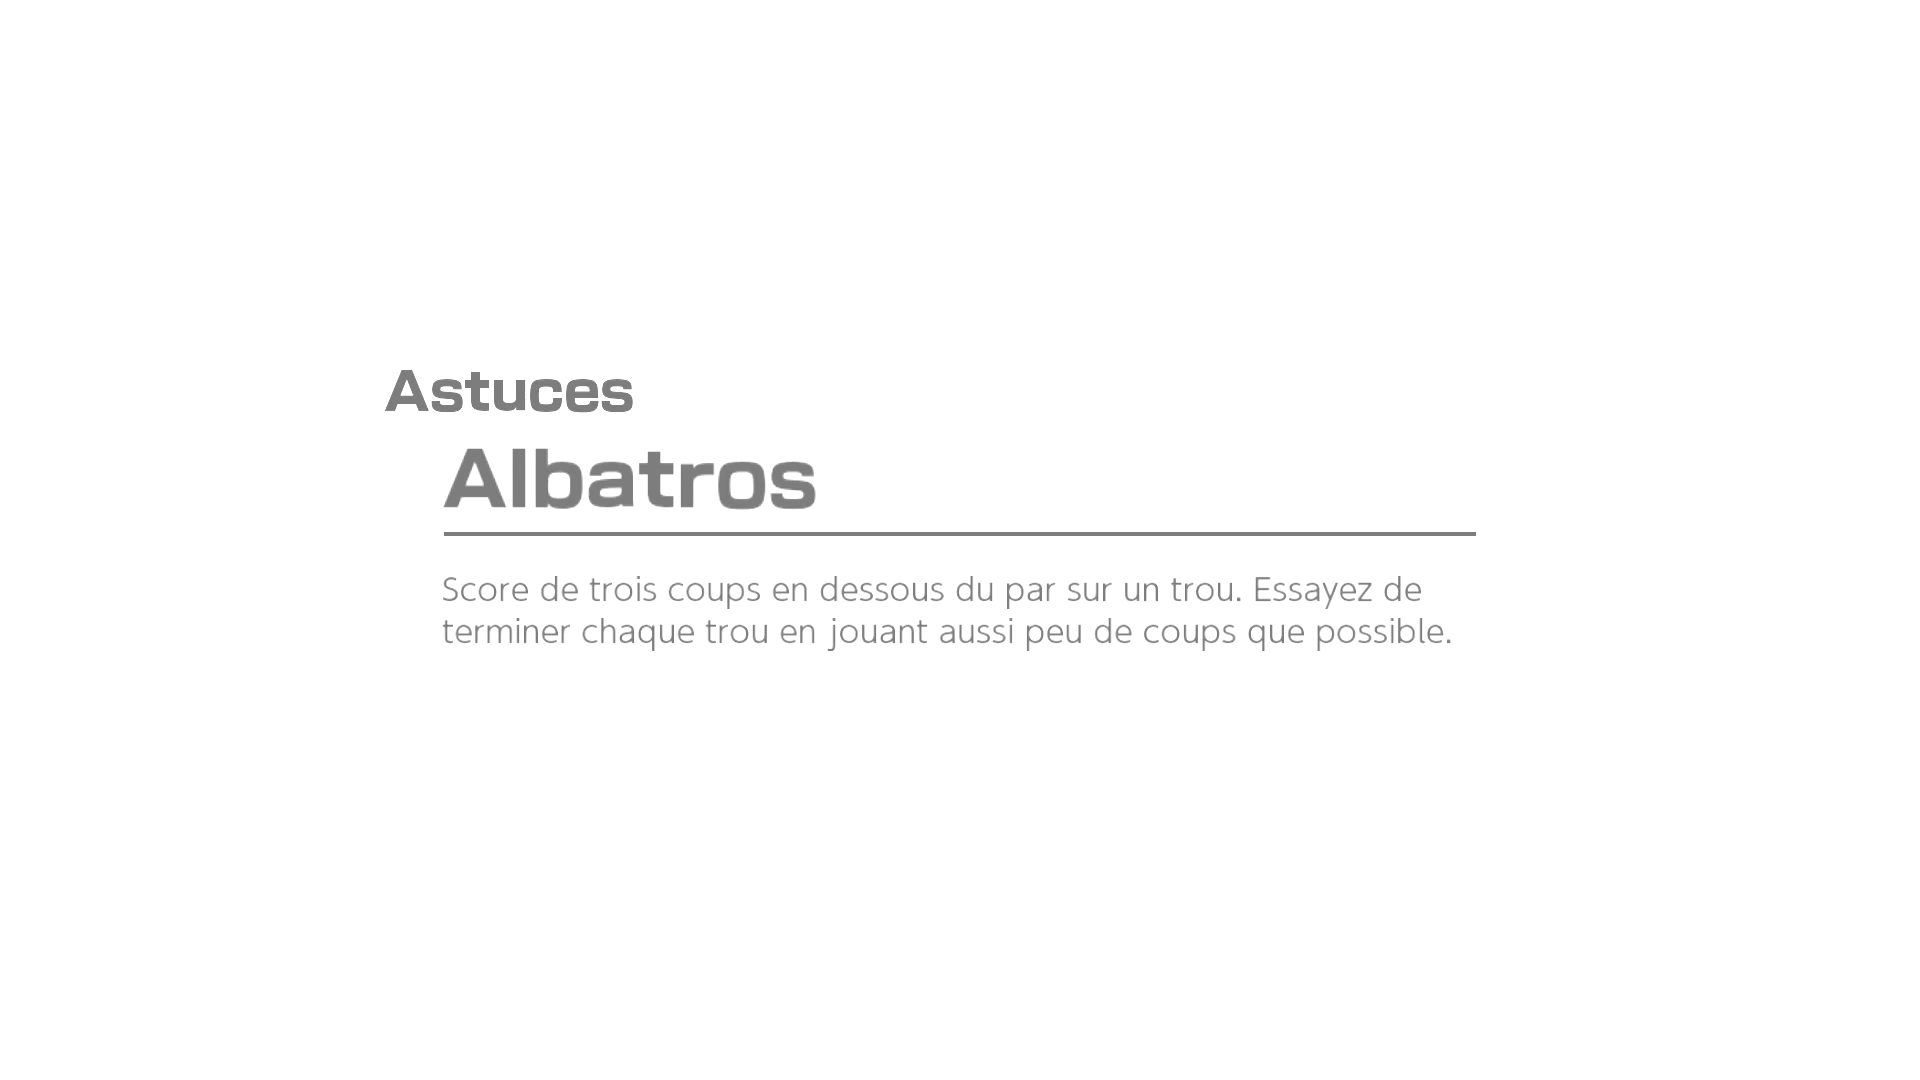 Astuces
Albatros
Score de trois coups en dessous du par sur un trou. Essayez de
terminer chaque trou en jouant aussi peu de coups que possible.